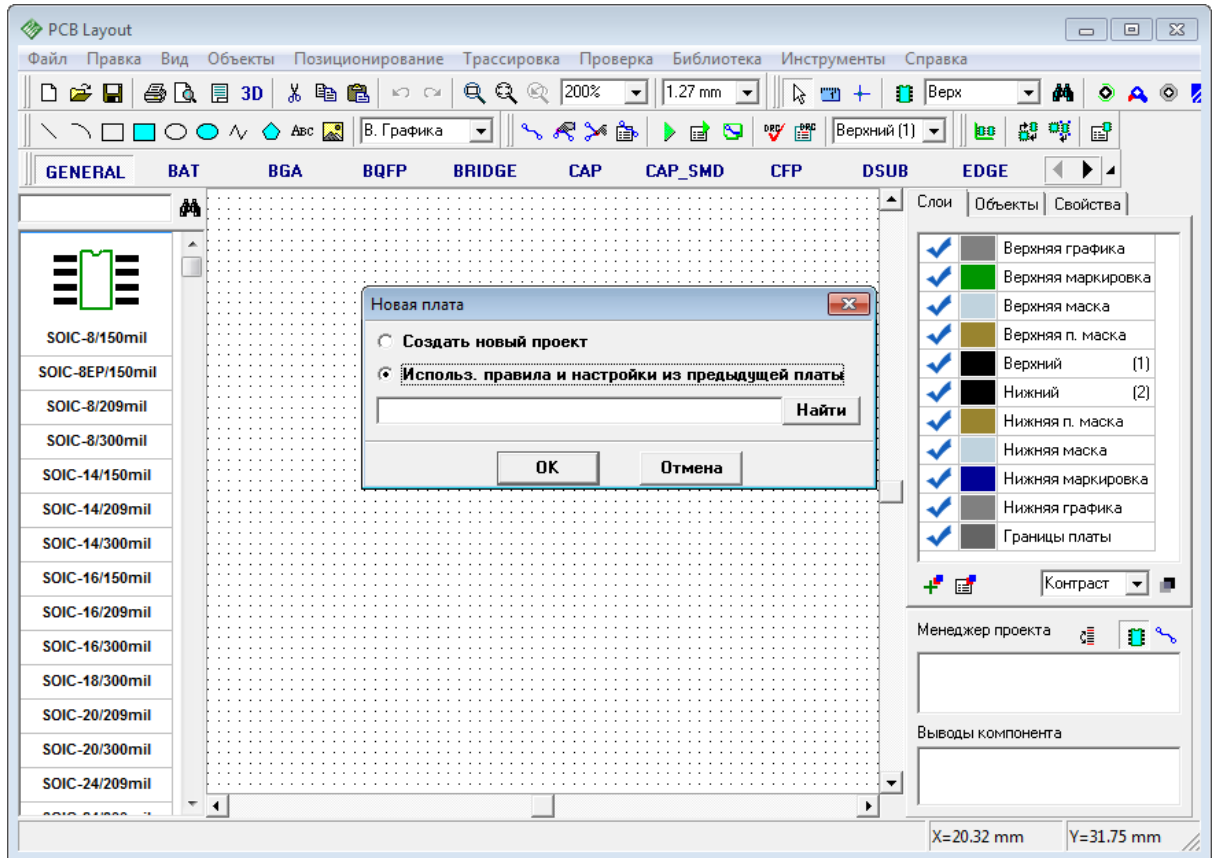 PCB Layout
Файл Правка Вид Объекты Позиционирование Трассировка Проверка Библиотека Инструменты Справка
3D 200% 1.27 mm Верх
ABC В. Графика DRC DRC Верхний (1)
GENERAL BAT BGA BQFP BRIDGE CAP CAP_SMD CFP DSUB EDGE
SOIC-8/150mil
SOIC-8EP/150mil
SOIC-8/209mil
SOIC-8/300mil
SOIC-14/150mil
SOIC-14/209mil
SOIC-14/300mil
SOIC-16/150mil
SOIC-16/209mil
SOIC-16/300mil
SOIC-18/300mil
SOIC-20/209mil
SOIC-20/300mil
SOIC-24/209mil
Новая плата
Создать новый проект
Использ. правила и настройки из предыдущей платы
Найти
OK Отмена
Слои Объекты Свойства
Верхняя графика
Верхняя маркировка
Верхняя маска
Верхняя п. маска
Верхний (1)
Нижний (2)
Нижняя п. маска
Нижняя маска
Нижняя маркировка
Нижняя графика
Границы платы
Контраст
Менеджер проекта
Выводы компонента
X=20.32 mm Y=31.75 mm